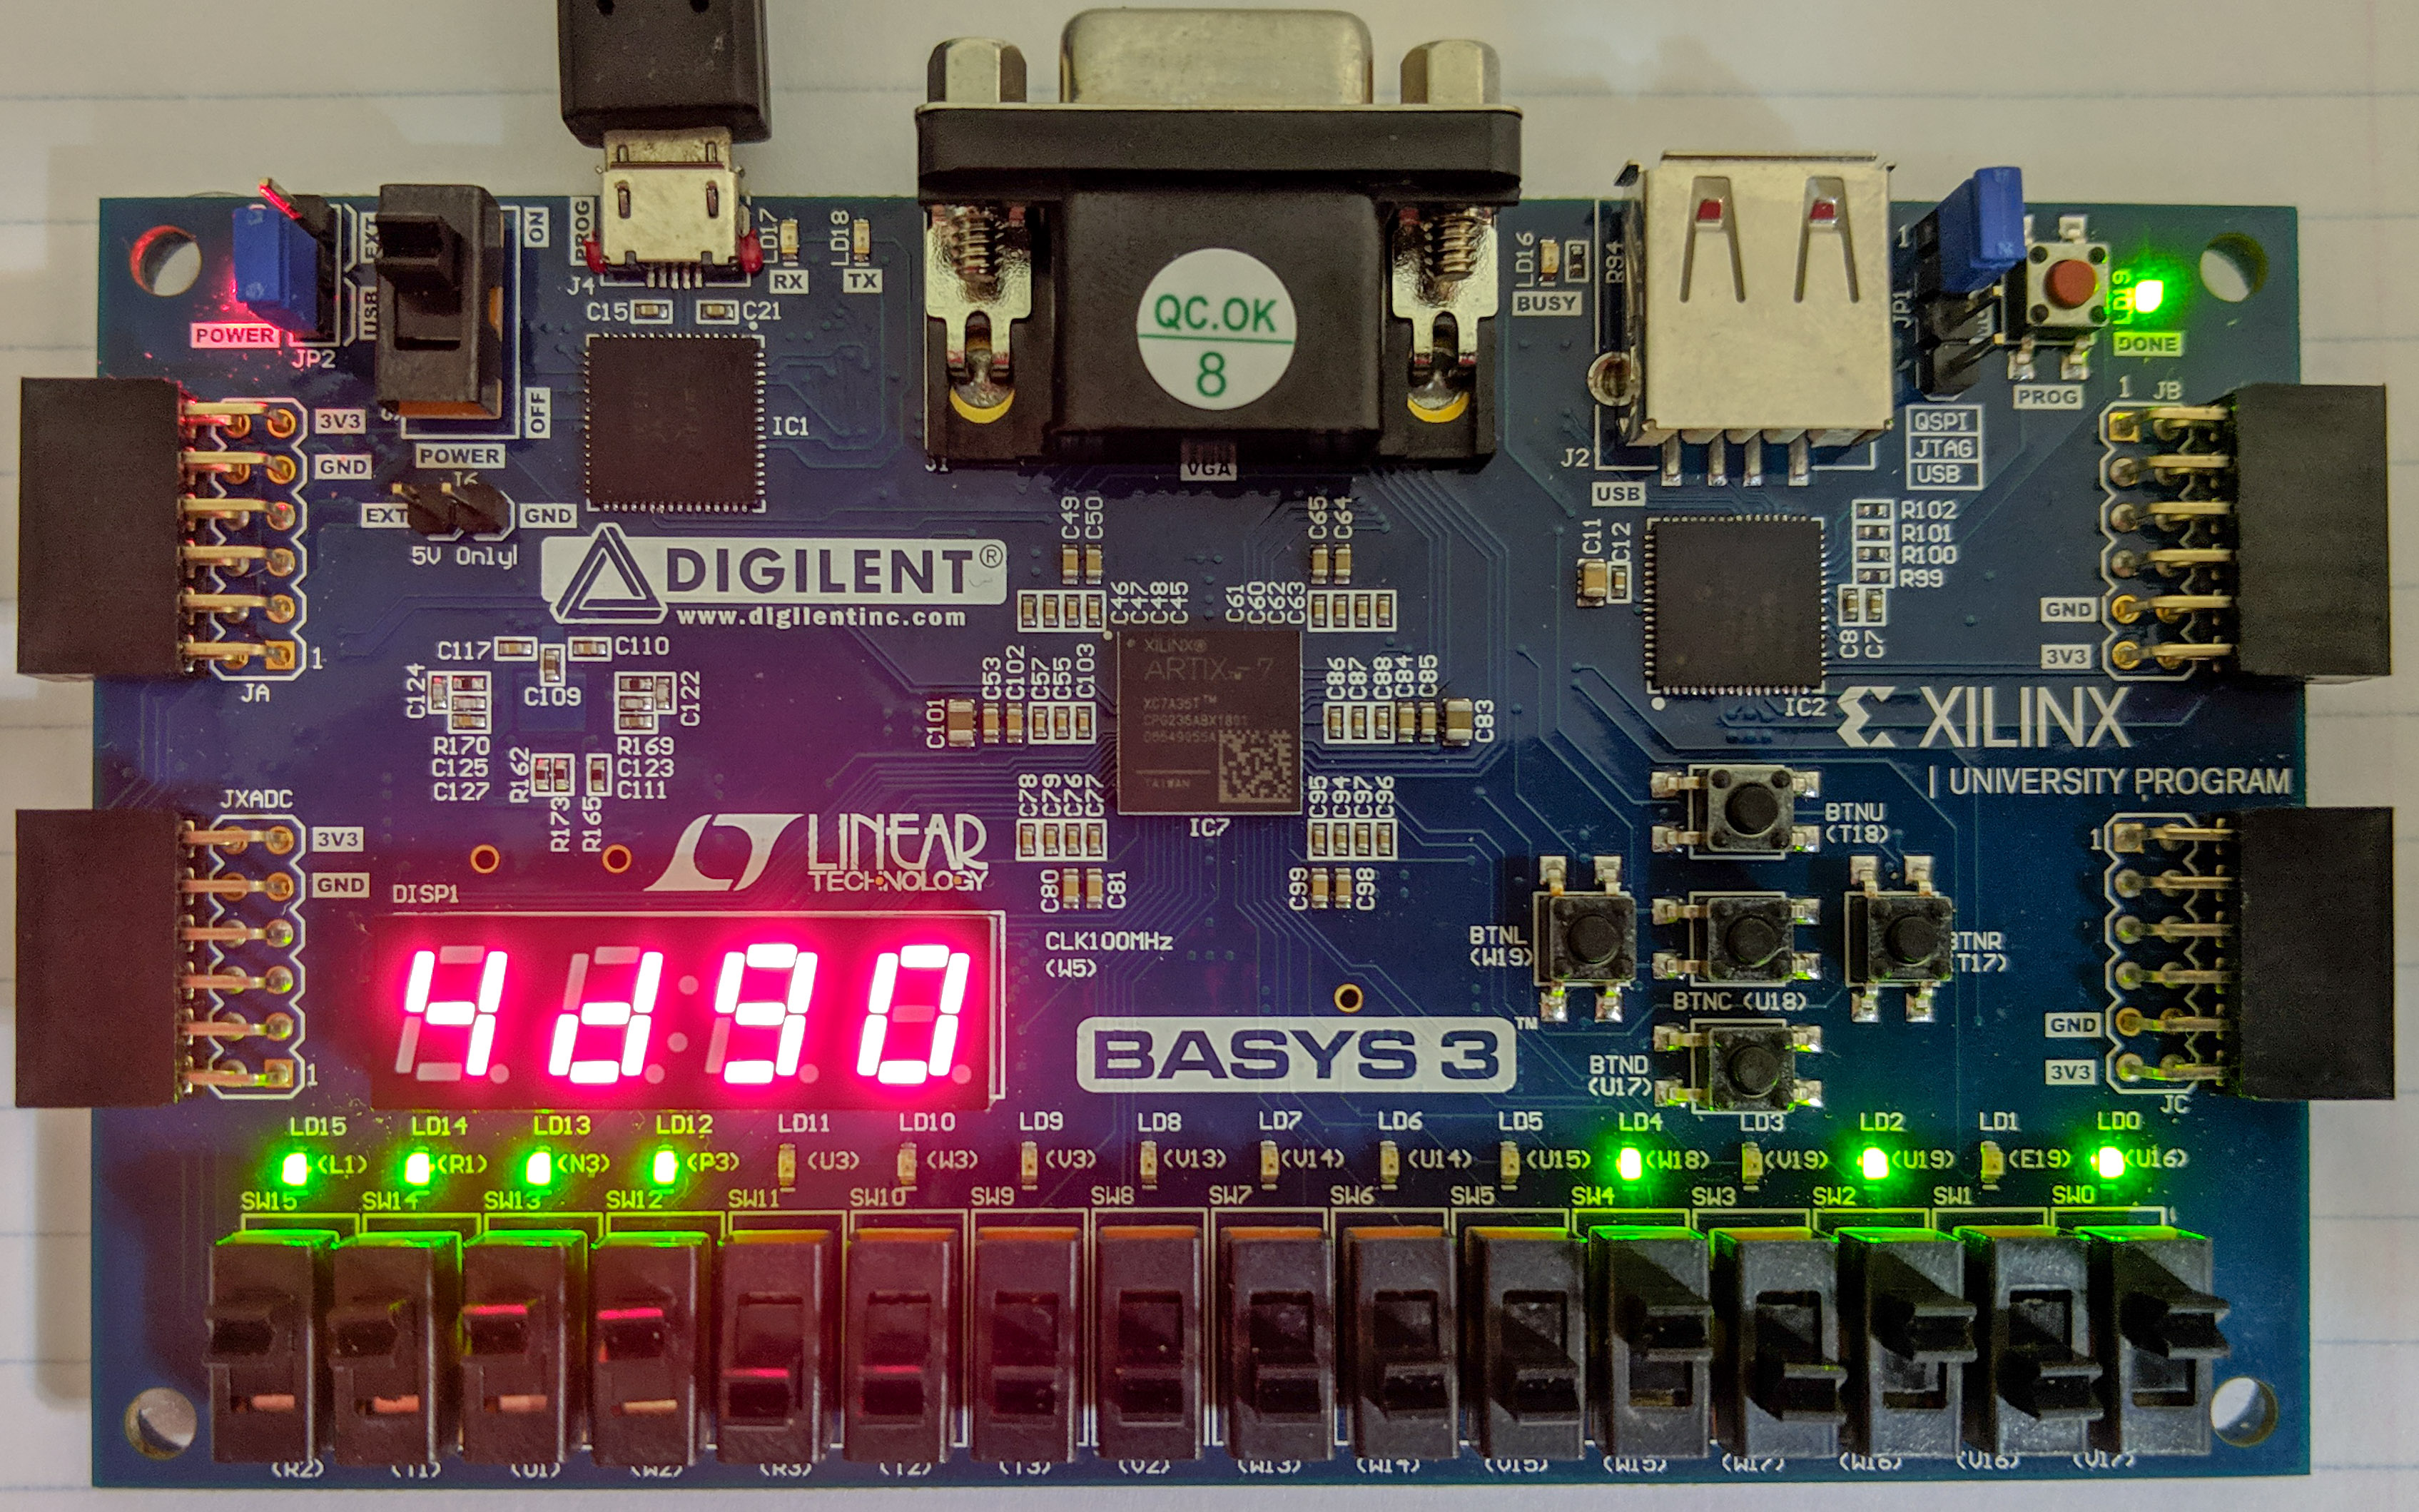 PROG
LD17
RX
LD18
TX
J4
C15
C21
EXT
USB
ON
OFF
POWER
JP2
POWER
J6
EXT
GND
5V Only!
3V3
GND
1
JA
IC1
QC.OK
8
J1
VGA
LD16
BUSY
R94
J2
USB
JP1
1
LD19
DONE
PROG
QSPI
JTAG
USB
1 JB
GND
3V3
DIGILENT®
www.digilentinc.com
C49
C50
C65
C64
C46
C47
C48
C45
C61
C60
C62
C63
C11
C12
R102
R101
R100
R99
C8
C7
IC2
C117
C110
C109
C124
C122
R170
C125
C127
R169
C123
C111
R162
R173
R165
C101
C53
C102
C57
C55
C103
XILINX®
ARTIX™-7
XC7A35T™
TAIWAN
IC7
C86
C87
C88
C84
C85
C83
C78
C79
C76
C77
C95
C94
C97
C96
C80
C81
C99
C98
XILINX
UNIVERSITY PROGRAM
JXADC
3V3
GND
1
LINEAR
TECHNOLOGY
DISP1
4d90
CLK100MHz
(W5)
BASYS 3™
BTNU
(T18)
BTNL
(W19)
BTNC (U18)
BTNR
(T17)
BTND
(U17)
1
GND
3V3
JC
LD15 LD14 LD13 LD12 LD11 LD10 LD9 LD8 LD7 LD6 LD5 LD4 LD3 LD2 LD1 LD0
(L1) (R1) (N3) (P3) (U3) (W3) (V3) (V13) (V14) (U14) (U15) (W18) (V19) (U19) (E19) (U16)
SW15 SW14 SW13 SW12 SW11 SW10 SW9 SW8 SW7 SW6 SW5 SW4 SW3 SW2 SW1 SW0
(R2) (T1) (U1) (W2) (R3) (T2) (T3) (V2) (W13) (W14) (V15) (W15) (W17) (W16) (V16) (V17)